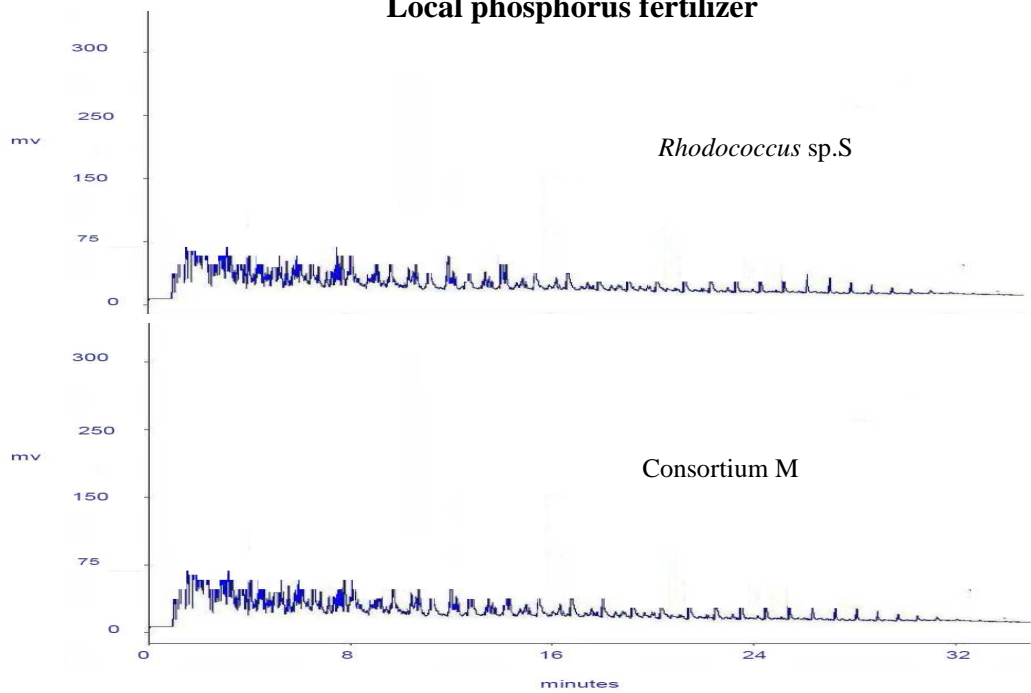 Local phosphorus fertilizer
300
250
mv
Rhodococcus sp.S
150
75
0
300
250
mv
Consortium M
150
75
0
0 8 16 24 32
minutes